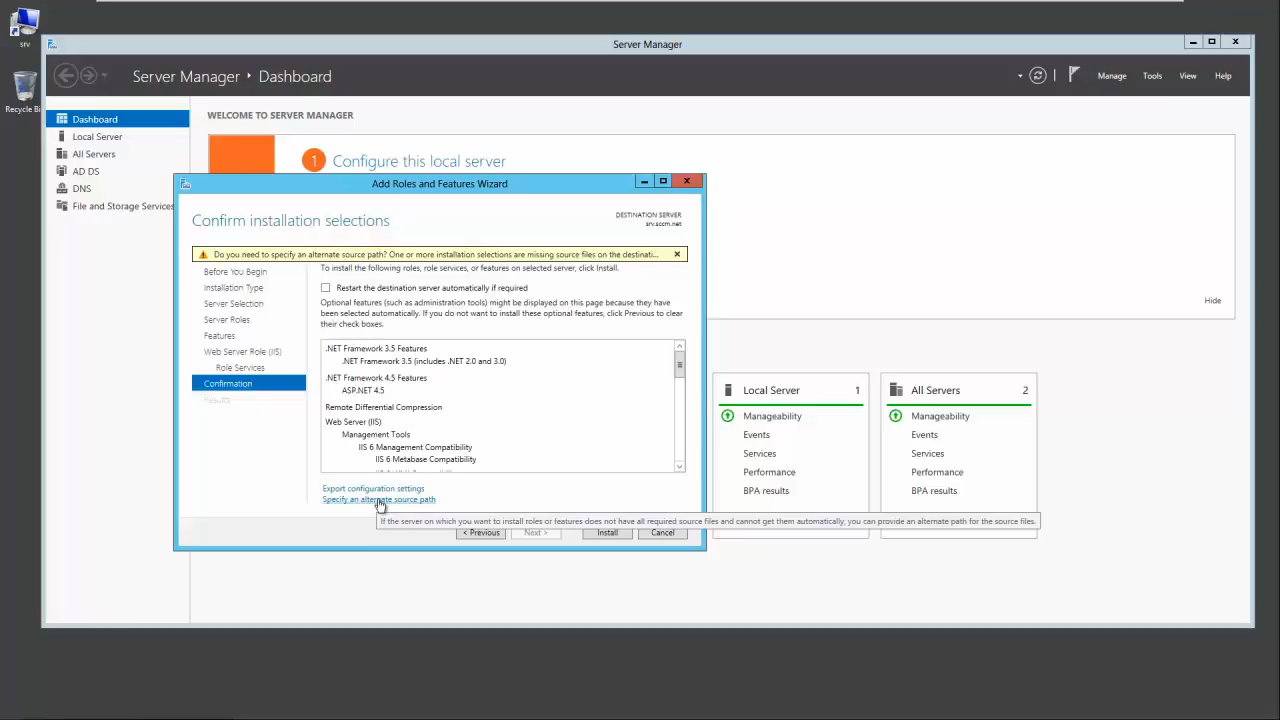 srv
Recycle Bi
Server Manager
Server Manager • Dashboard
Manage
Tools
View
Help
Dashboard
Local Server
All Servers
AD DS
DNS
File and Storage Services
WELCOME TO SERVER MANAGER
1
Configure this local server
Hide
Add Roles and Features Wizard
Confirm installation selections
DESTINATION SERVER
srv.sccm.net
Do you need to specify an alternate source path? One or more installation selections are missing source files on the destinati...
Before You Begin
Installation Type
Server Selection
Server Roles
Features
Web Server Role (IIS)
Role Services
Confirmation
Results
To install the following roles, role services, or features on selected server, click Install.
Restart the destination server automatically if required
Optional features (such as administration tools) might be displayed on this page because they have
been selected automatically. If you do not want to install these optional features, click Previous to clear
their check boxes.
.NET Framework 3.5 Features
.NET Framework 3.5 (includes .NET 2.0 and 3.0)
.NET Framework 4.5 Features
ASP.NET 4.5
Remote Differential Compression
Web Server (IIS)
Management Tools
IIS 6 Management Compatibility
IIS 6 Metabase Compatibility
Export configuration settings
Specify an alternate source path
If the server on which you want to install roles or features does not have all required source files and cannot get them automatically, you can provide an alternate path for the source files.
< Previous
Next >
Install
Cancel
Local Server 1
Manageability
Events
Services
Performance
BPA results
All Servers 2
Manageability
Events
Services
Performance
BPA results